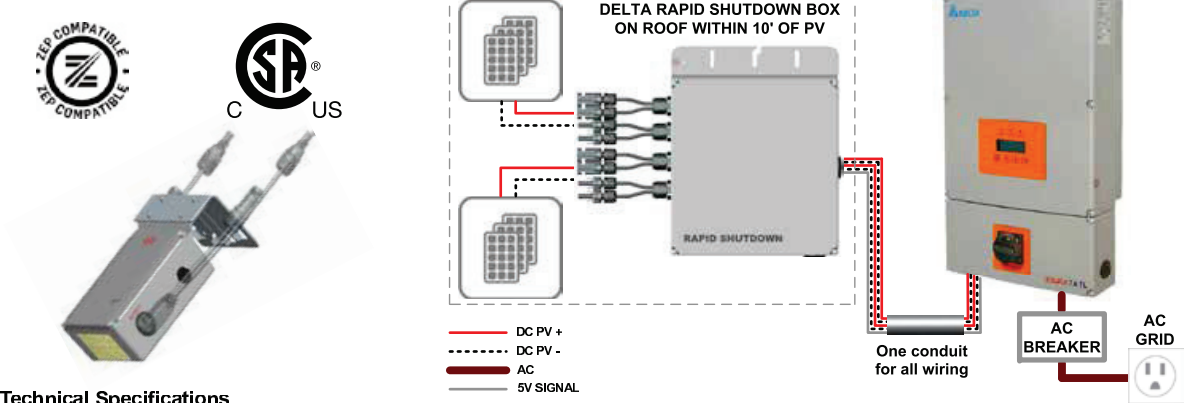 ZEP COMPATIBLE
ZEP COMPATIBLE
SA
®
C US
DELTA RAPID SHUTDOWN BOX
ON ROOF WITHIN 10' OF PV
RAPID SHUTDOWN
DC PV +
DC PV -
AC
5V SIGNAL
One conduit
for all wiring
AC
BREAKER
AC
GRID
Technical Specifications